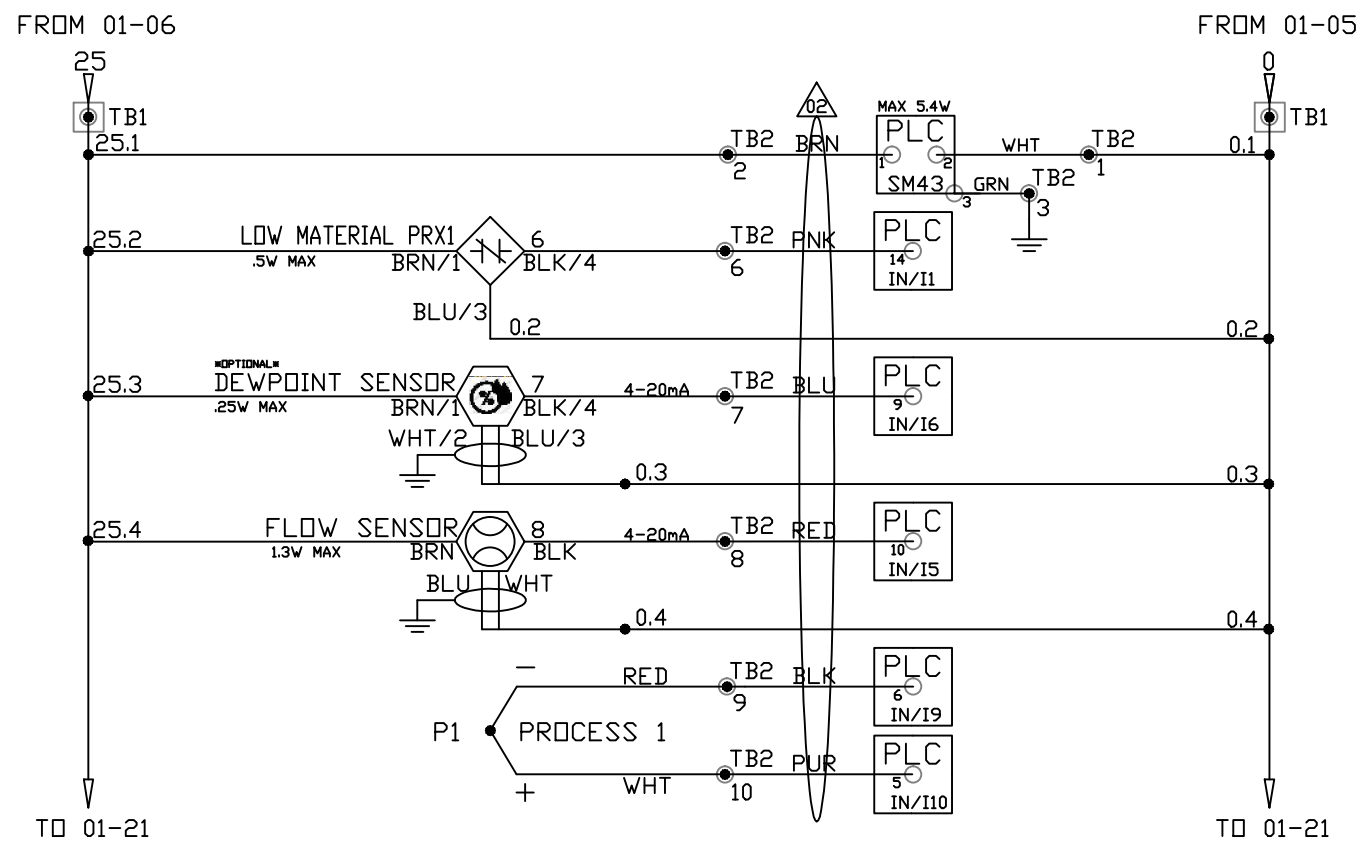 FROM 01-06
FROM 01-05
25
0
TB1
TB1
02
MAX 5.4W
25.1
TB2
2
BRN
PLC
1
2
SM43
3
WHT
GRN
TB2
1
TB2
3
0.1
25.2
LOW MATERIAL PRX1
.5W MAX
BRN/1
6
BLK/4
BLU/3
TB2
6
PNK
PLC
14
IN/I1
0.2
0.2
*OPTIONAL*
25.3
DEWPOINT SENSOR
.25W MAX
BRN/1
%
7
BLK/4
WHT/2
BLU/3
4-20mA
TB2
7
BLU
PLC
9
IN/I6
0.3
0.3
25.4
FLOW SENSOR
1.3W MAX
BRN
8
BLK
BLU
WHT
4-20mA
TB2
8
RED
PLC
10
IN/I5
0.4
0.4
−
RED
TB2
9
BLK
PLC
6
IN/I9
P1
PROCESS 1
+
WHT
TB2
10
PUR
PLC
5
IN/I10
TO 01-21
TO 01-21